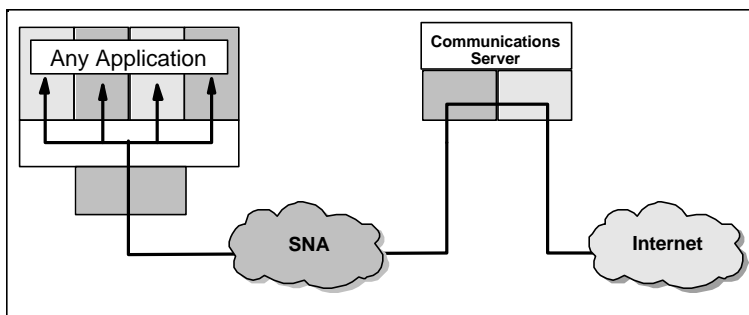 Any Application
Communications
Server
SNA
Internet